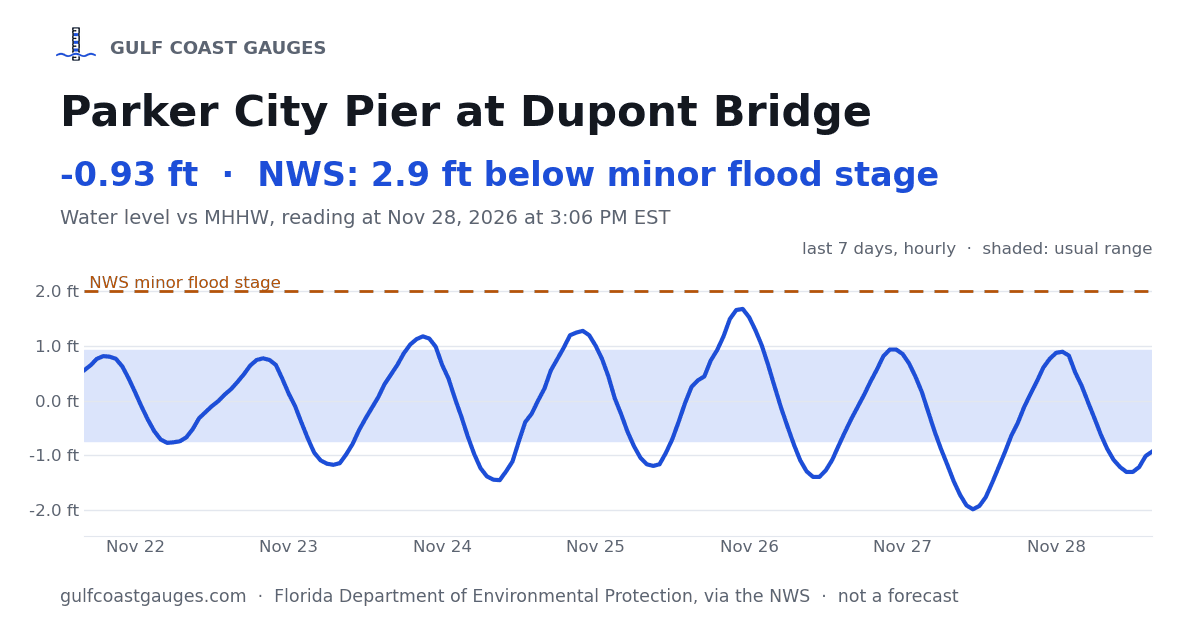 GULF COAST GAUGES
Parker City Pier at Dupont Bridge
-0.93 ft · NWS: 2.9 ft below minor flood stage
Water level vs MHHW, reading at Nov 28, 2026 at 3:06 PM EST
last 7 days, hourly · shaded: usual range
NWS minor flood stage
2.0 ft
1.0 ft
0.0 ft
-1.0 ft
-2.0 ft
Nov 22 Nov 23 Nov 24 Nov 25 Nov 26 Nov 27 Nov 28
gulfcoastgauges.com · Florida Department of Environmental Protection, via the NWS · not a forecast